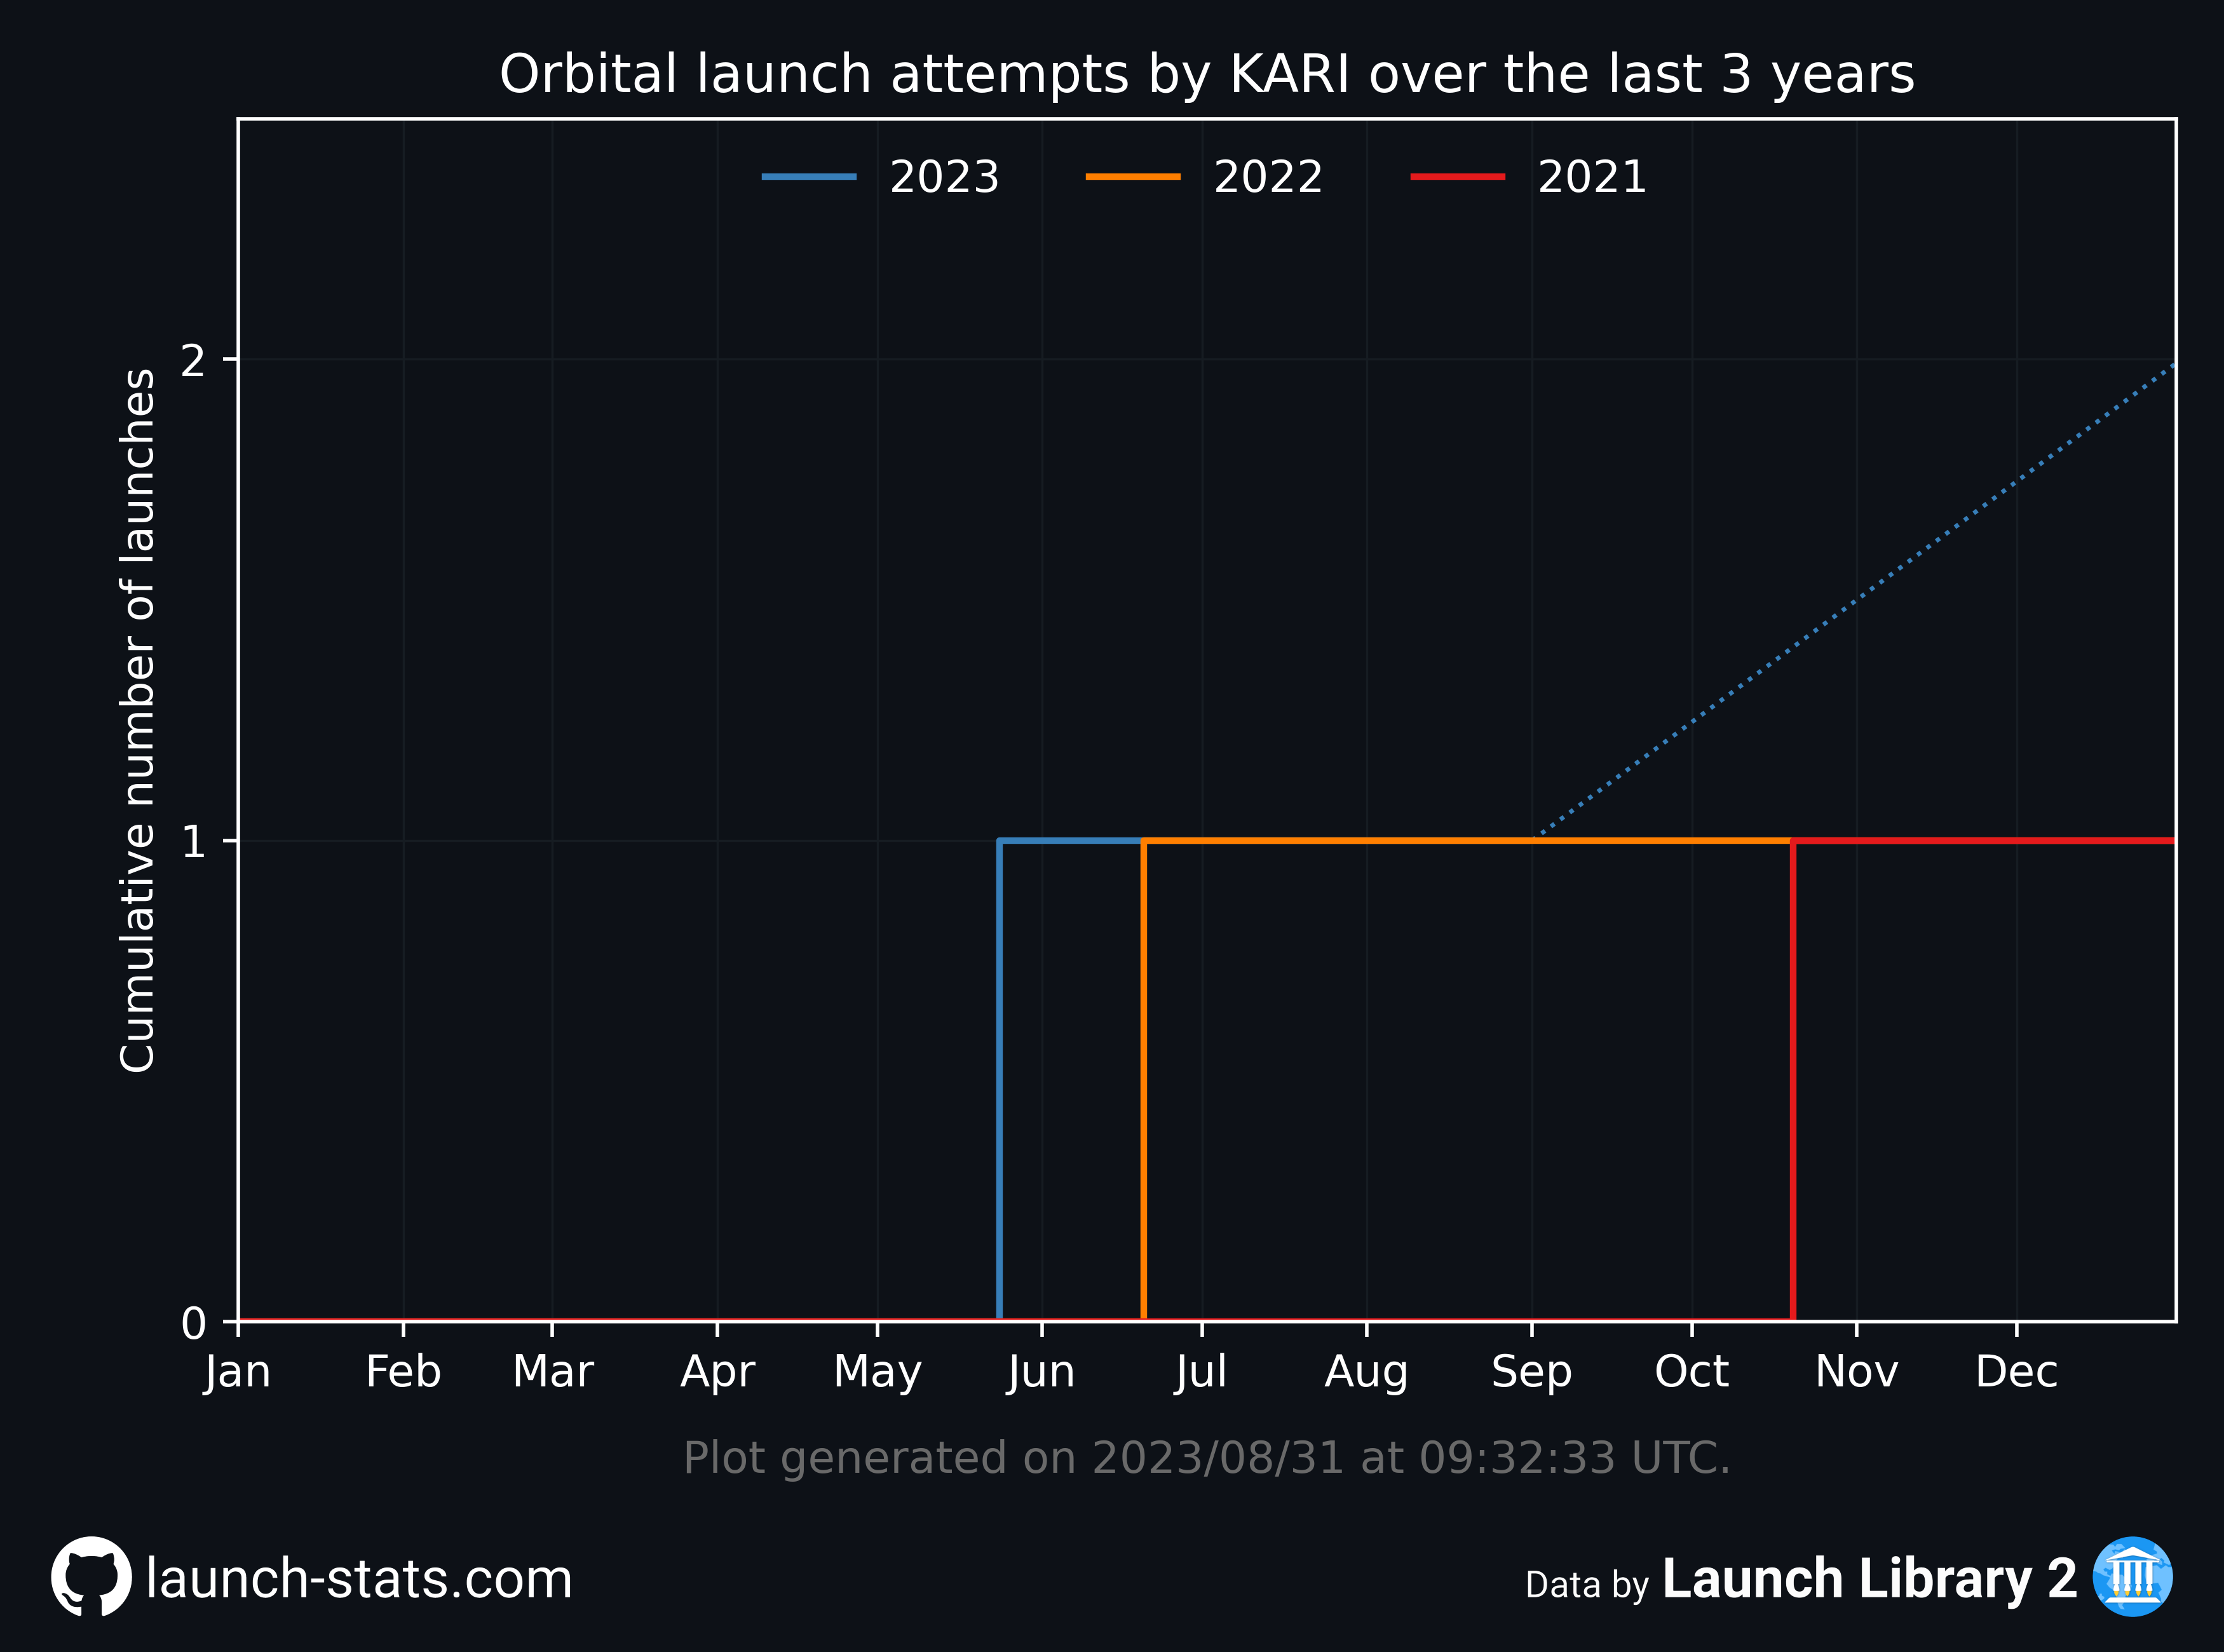 Orbital launch attempts by KARI over the last 3 years
2023 2022 2021
Cumulative number of launches
2
1
0
Jan Feb Mar Apr May Jun Jul Aug Sep Oct Nov Dec
Plot generated on 2023/08/31 at 09:32:33 UTC.
launch-stats.com
Data by Launch Library 2